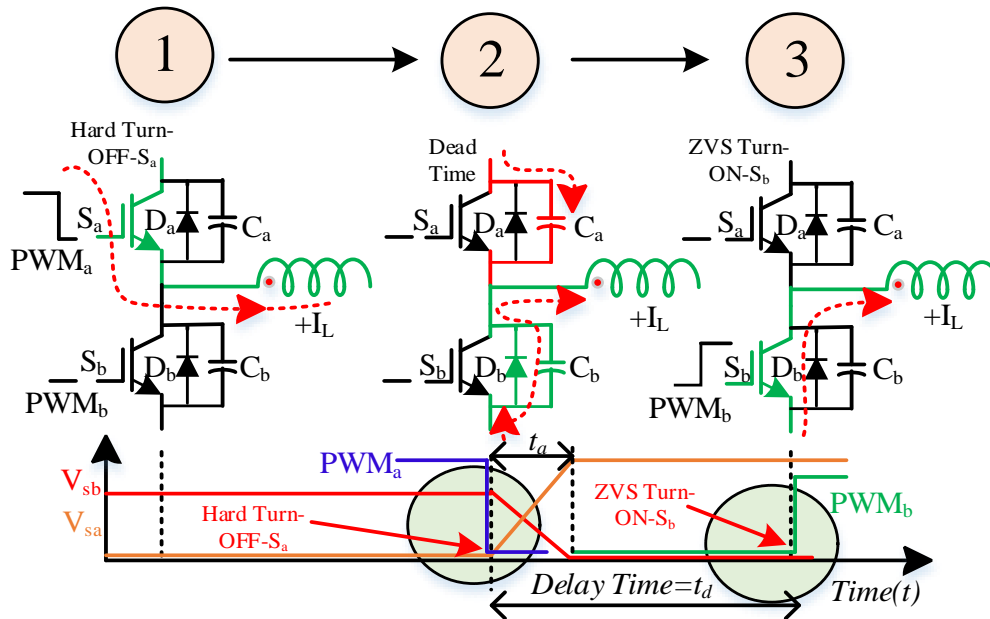 1
2
3
Hard Turn-
OFF-Sa
Dead
Time
ZVS Turn-
ON-Sb
Sa
Da
Ca
PWMa
+IL
Sb
Db
Cb
PWMb
Sa
Da
Ca
+IL
Sb
Db
Cb
Sa
Da
Ca
+IL
Sb
Db
Cb
PWMb
ta
PWMa
Vsb
Hard Turn-
OFF-Sa
Vsa
ZVS Turn-
ON-Sb
PWMb
Delay Time=td
Time(t)